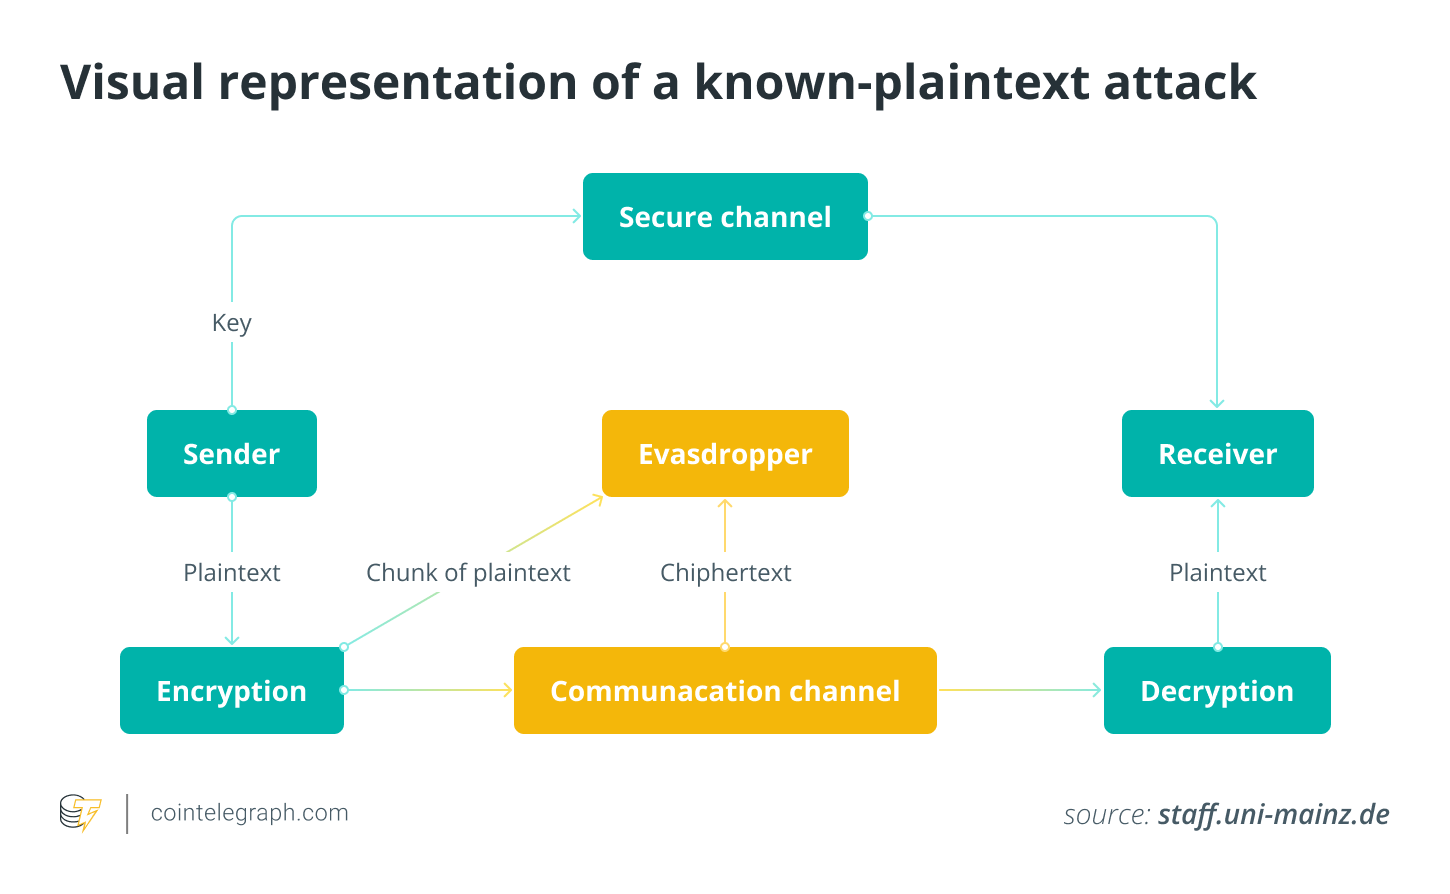 Visual representation of a known-plaintext attack
Secure channel
Key
Sender
Evasdropper
Receiver
Plaintext
Chunk of plaintext
Chiphertext
Plaintext
Encryption
Communacation channel
Decryption
cointelegraph.com
source: staff.uni-mainz.de